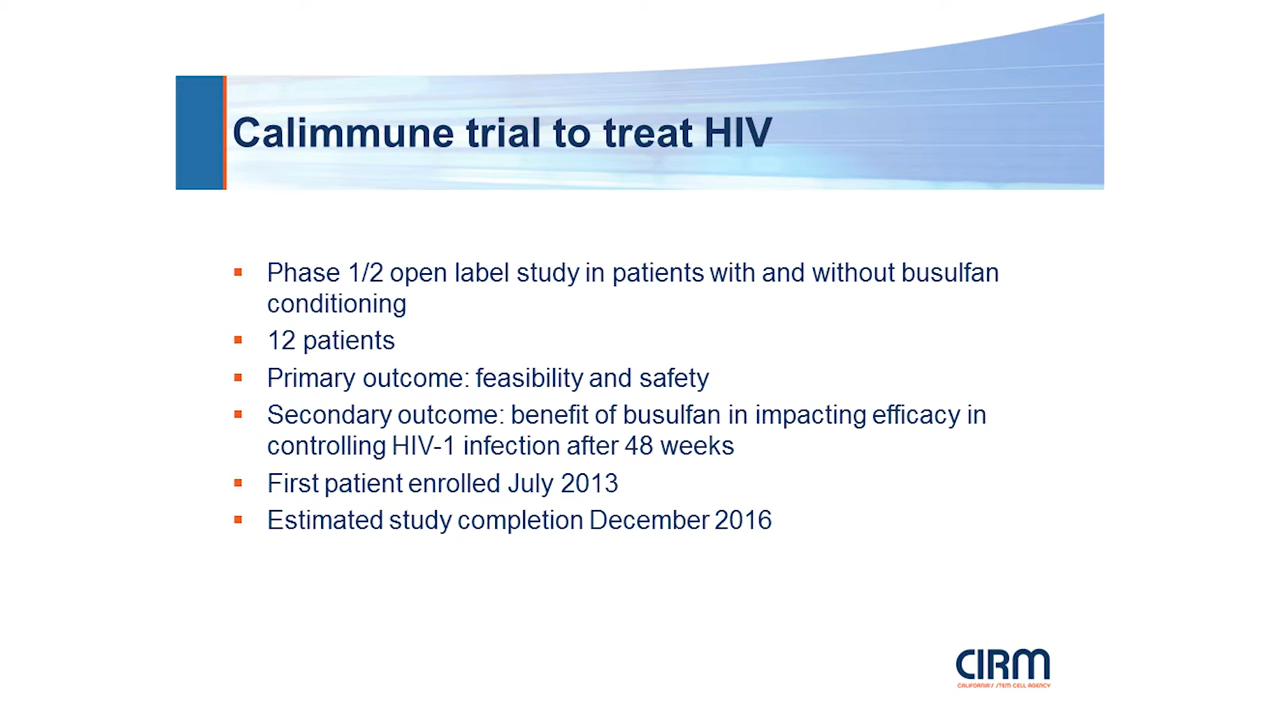 Calimmune trial to treat HIV
Phase 1/2 open label study in patients with and without busulfan
conditioning
12 patients
Primary outcome: feasibility and safety
Secondary outcome: benefit of busulfan in impacting efficacy in
controlling HIV-1 infection after 48 weeks
First patient enrolled July 2013
Estimated study completion December 2016
CIRM
CALIFORNIA'S STEM CELL AGENCY